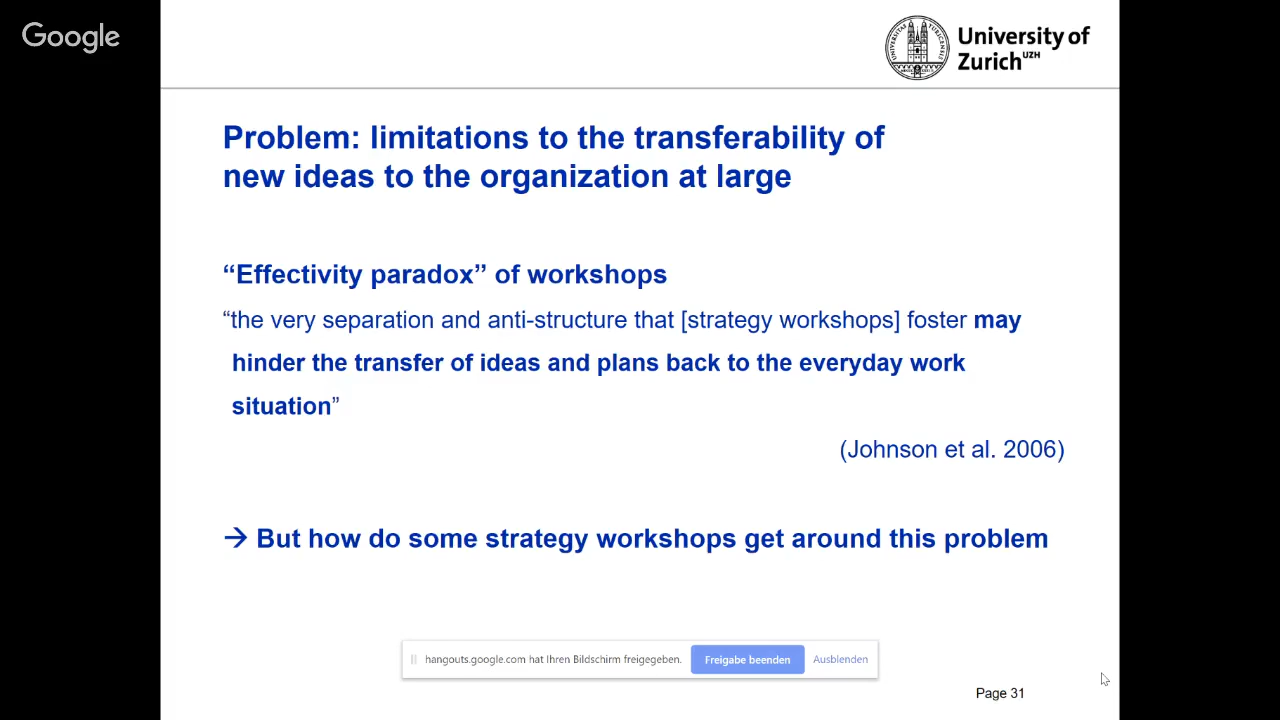 Google
University of
Zurich UZH
Problem: limitations to the transferability of
new ideas to the organization at large
“Effectivity paradox” of workshops
“the very separation and anti-structure that [strategy workshops] foster may
hinder the transfer of ideas and plans back to the everyday work
situation”
(Johnson et al. 2006)
→ But how do some strategy workshops get around this problem
hangouts.google.com hat Ihren Bildschirm freigegeben. Freigabe beenden Ausblenden
Page 31